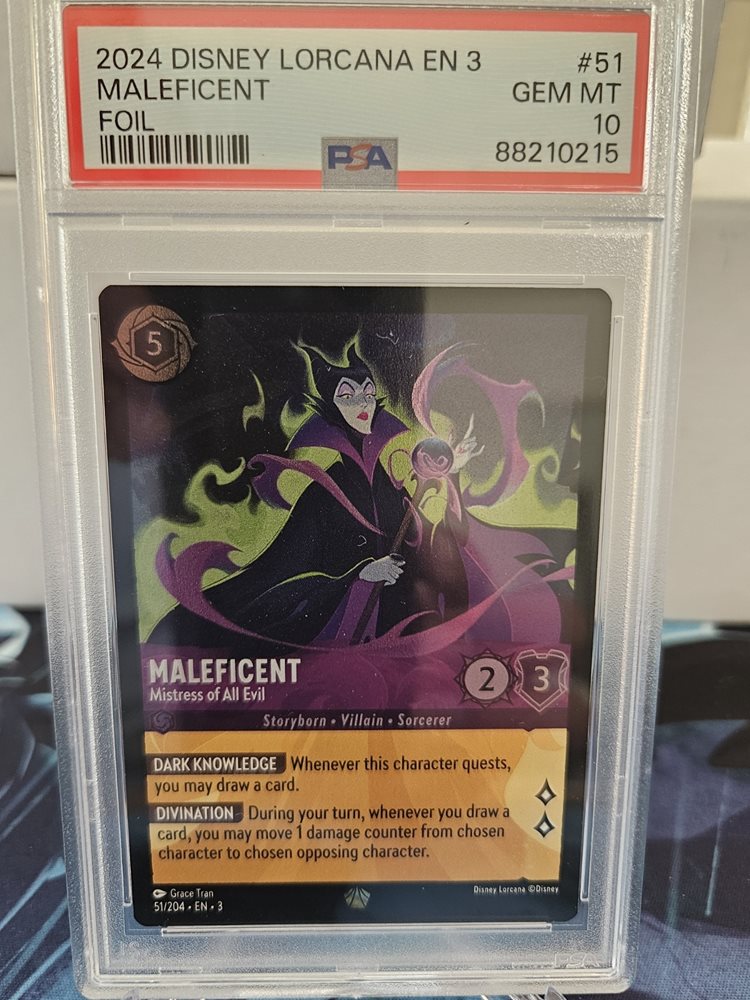 2024 DISNEY LORCANA EN 3 #51
MALEFICENT GEM MT
FOIL 10
PSA 88210215
5
MALEFICENT
Mistress of All Evil
2 3
Storyborn • Villain • Sorcerer
DARK KNOWLEDGE Whenever this character quests,
you may draw a card.
DIVINATION During your turn, whenever you draw a
card, you may move 1 damage counter from chosen
character to chosen opposing character.
Grace Tran
Disney Lorcana ©Disney
51/204 • EN • 3